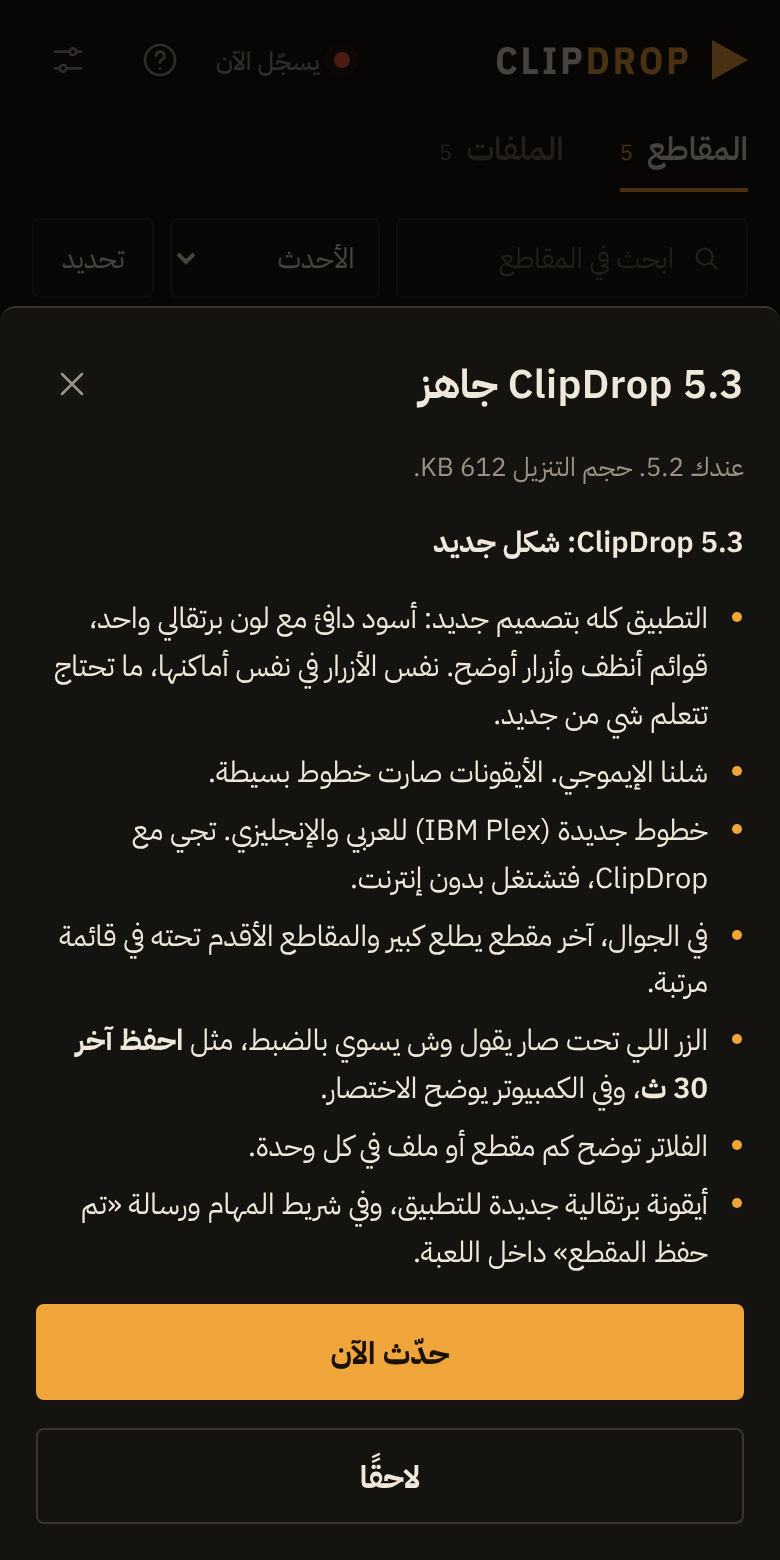 CLIPDROP
يسجّل الآن
المقاطع 5
الملفات 5
ابحث في المقاطع
الأحدث
تحديد
ClipDrop 5.3 جاهز
عندك 5.2. حجم التنزيل 612 KB.
ClipDrop 5.3: شكل جديد
التطبيق كله بتصميم جديد: أسود دافئ مع لون برتقالي واحد،
قوائم أنظف وأزرار أوضح. نفس الأزرار في نفس أماكنها، ما تحتاج
تتعلم شي من جديد.
شلنا الإيموجي. الأيقونات صارت خطوط بسيطة.
خطوط جديدة (IBM Plex) للعربي والإنجليزي. تجي مع
ClipDrop، فتشتغل بدون إنترنت.
في الجوال، آخر مقطع يطلع كبير والمقاطع الأقدم تحته في قائمة
مرتبة.
الزر اللي تحت صار يقول وش يسوي بالضبط، مثل احفظ آخر
30 ث، وفي الكمبيوتر يوضح الاختصار.
الفلاتر توضح كم مقطع أو ملف في كل وحدة.
أيقونة برتقالية جديدة للتطبيق، وفي شريط المهام ورسالة «تم
حفظ المقطع» داخل اللعبة.
حدّث الآن
لاحقًا